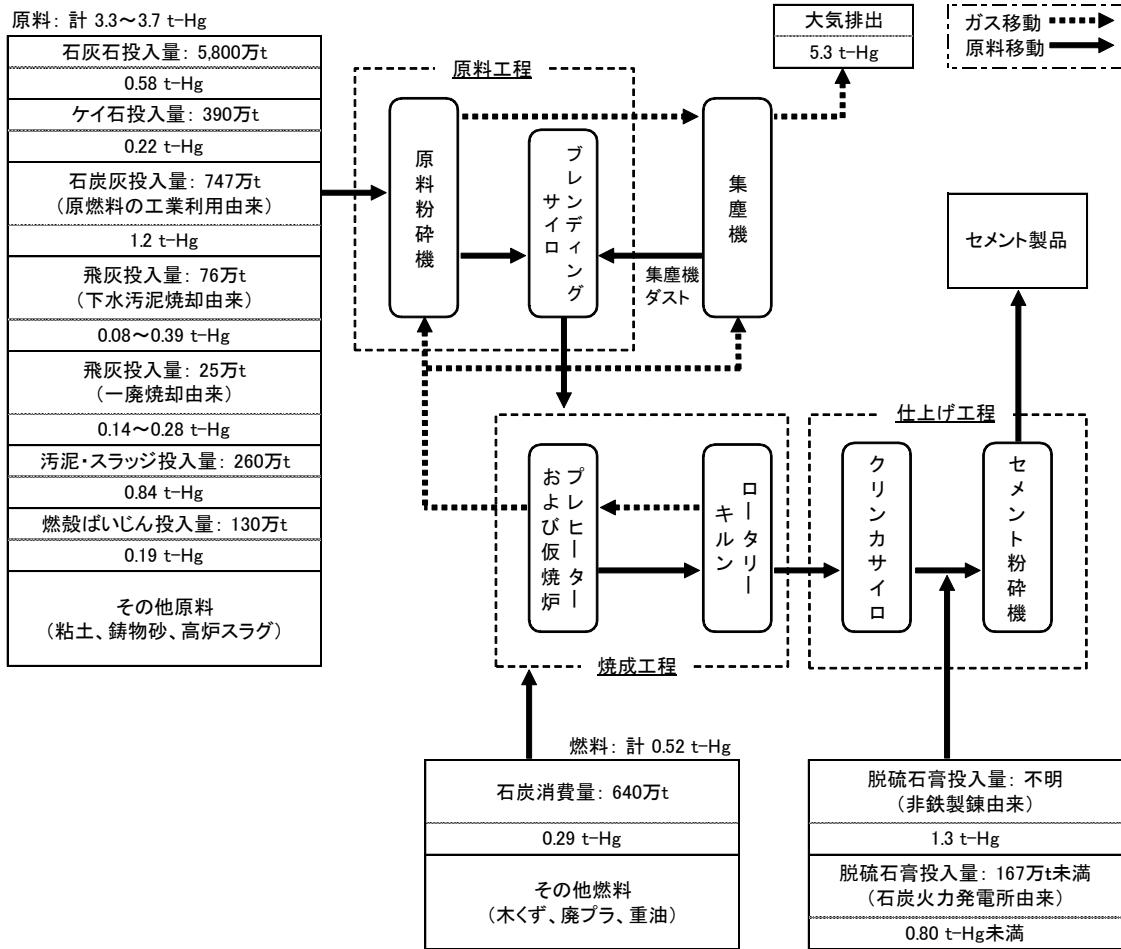 原料: 計 3.3～3.7 t-Hg
石灰石投入量: 5,800万t
0.58 t-Hg
ケイ石投入量: 390万t
0.22 t-Hg
石炭灰投入量: 747万t
(原燃料の工業利用由来)
1.2 t-Hg
飛灰投入量: 76万t
(下水汚泥焼却由来)
0.08～0.39 t-Hg
飛灰投入量: 25万t
(一廃焼却由来)
0.14～0.28 t-Hg
汚泥・スラッジ投入量: 260万t
0.84 t-Hg
燃殻ばいじん投入量: 130万t
0.19 t-Hg
その他原料
(粘土、鋳物砂、高炉スラグ)
原料工程
原料粉砕機
ブレンディング
サイロ
集塵機
集塵機
ダスト
大気排出
5.3 t-Hg
ガス移動
原料移動
セメント製品
プレヒーター
および仮焼炉
ロータリー
キルン
焼成工程
仕上げ工程
クリンカサイロ
セメント粉砕機
燃料: 計 0.52 t-Hg
石炭消費量: 640万t
0.29 t-Hg
その他燃料
(木くず、廃プラ、重油)
脱硫石膏投入量: 不明
(非鉄製錬由来)
1.3 t-Hg
脱硫石膏投入量: 167万t未満
(石炭火力発電所由来)
0.80 t-Hg未満